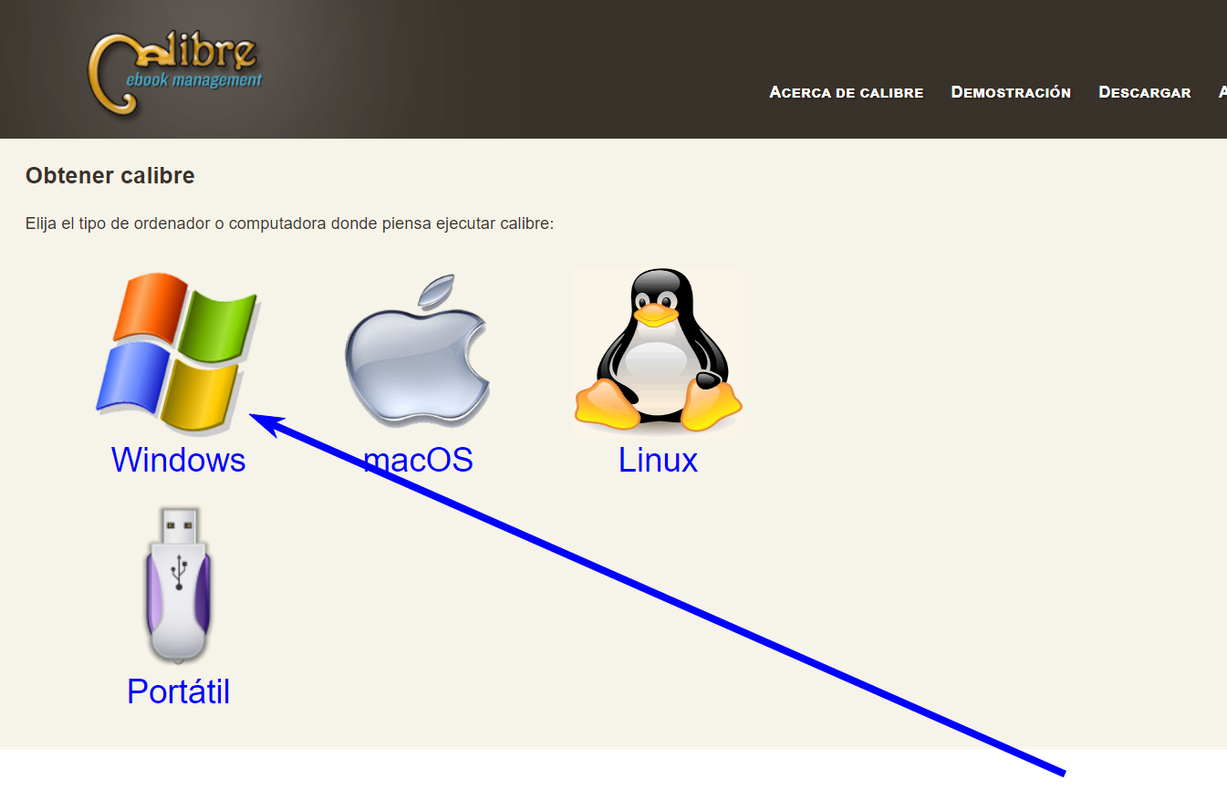 Calibre
ebook management
ACERCA DE CALIBRE DEMOSTRACIÓN DESCARGAR A
Obtener calibre
Elija el tipo de ordenador o computadora donde piensa ejecutar calibre:
Windows macOS Linux
Portátil